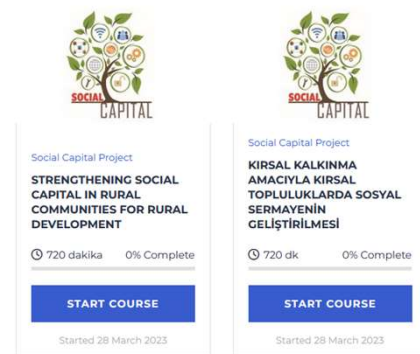 SOCIAL
CAPITAL
Social Capital Project
STRENGTHENING SOCIAL
CAPITAL IN RURAL
COMMUNITIES FOR RURAL
DEVELOPMENT
720 dakika 0% Complete
START COURSE
Started 28 March 2023
SOCIAL
CAPITAL
Social Capital Project
KIRSAL KALKINMA
AMACIYLA KIRSAL
TOPLULUKLARDA SOSYAL
SERMAYENİN
GELİŞTİRİLMESİ
720 dk 0% Complete
START COURSE
Started 28 March 2023